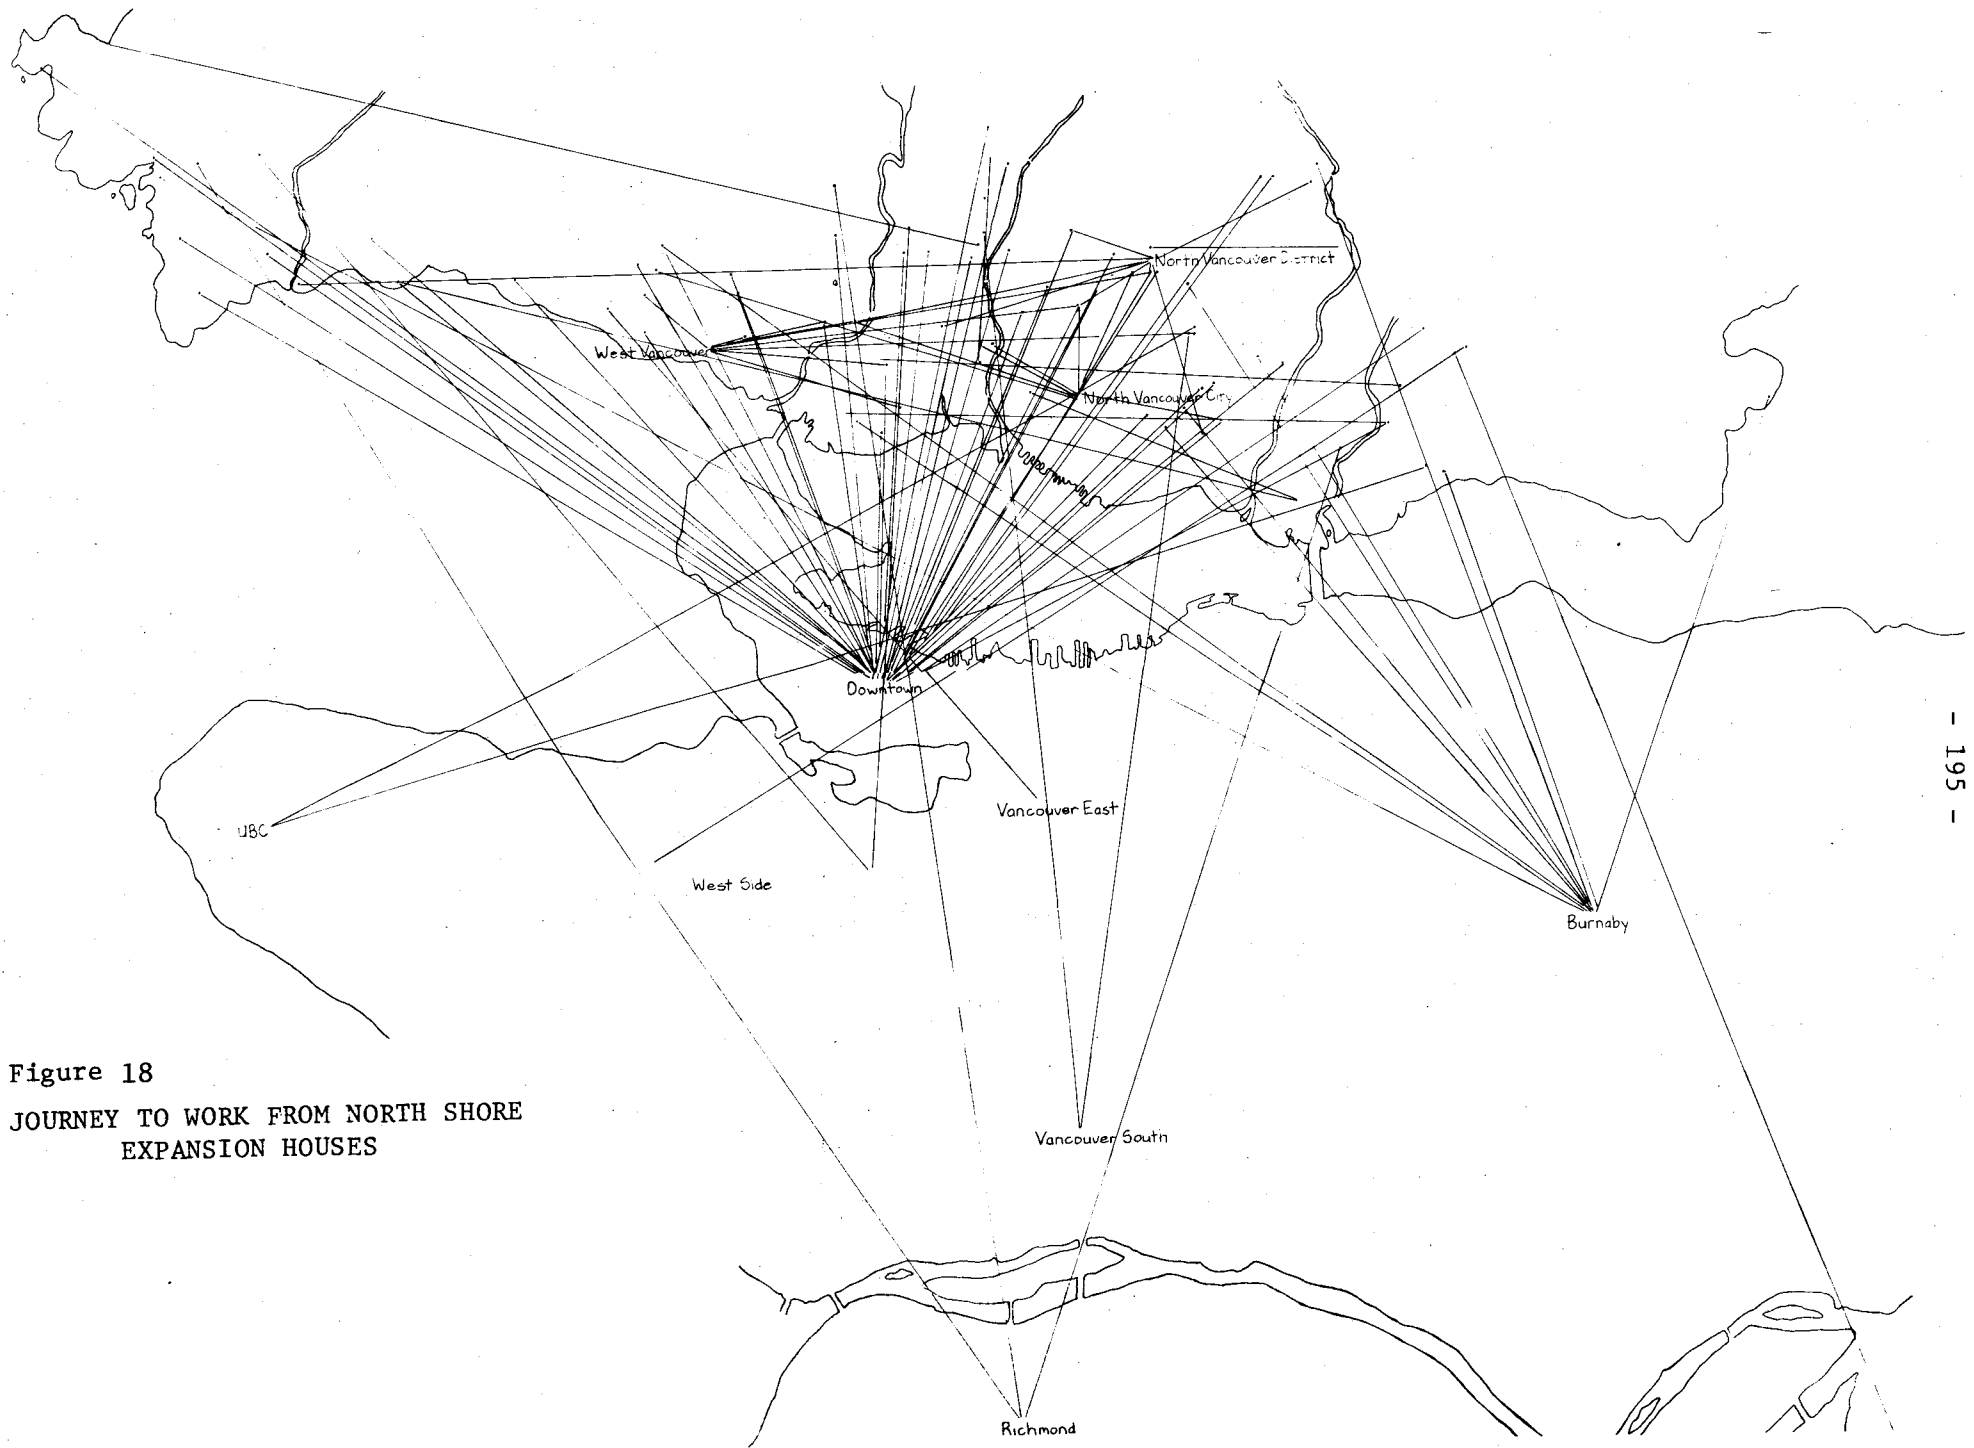 North Vancouver District
West Vancouver
North Vancouver City
Downtown
- 195 -
Vancouver East
UBC
West Side
Burnaby
Figure 18
JOURNEY TO WORK FROM NORTH SHORE
EXPANSION HOUSES
Vancouver South
Richmond